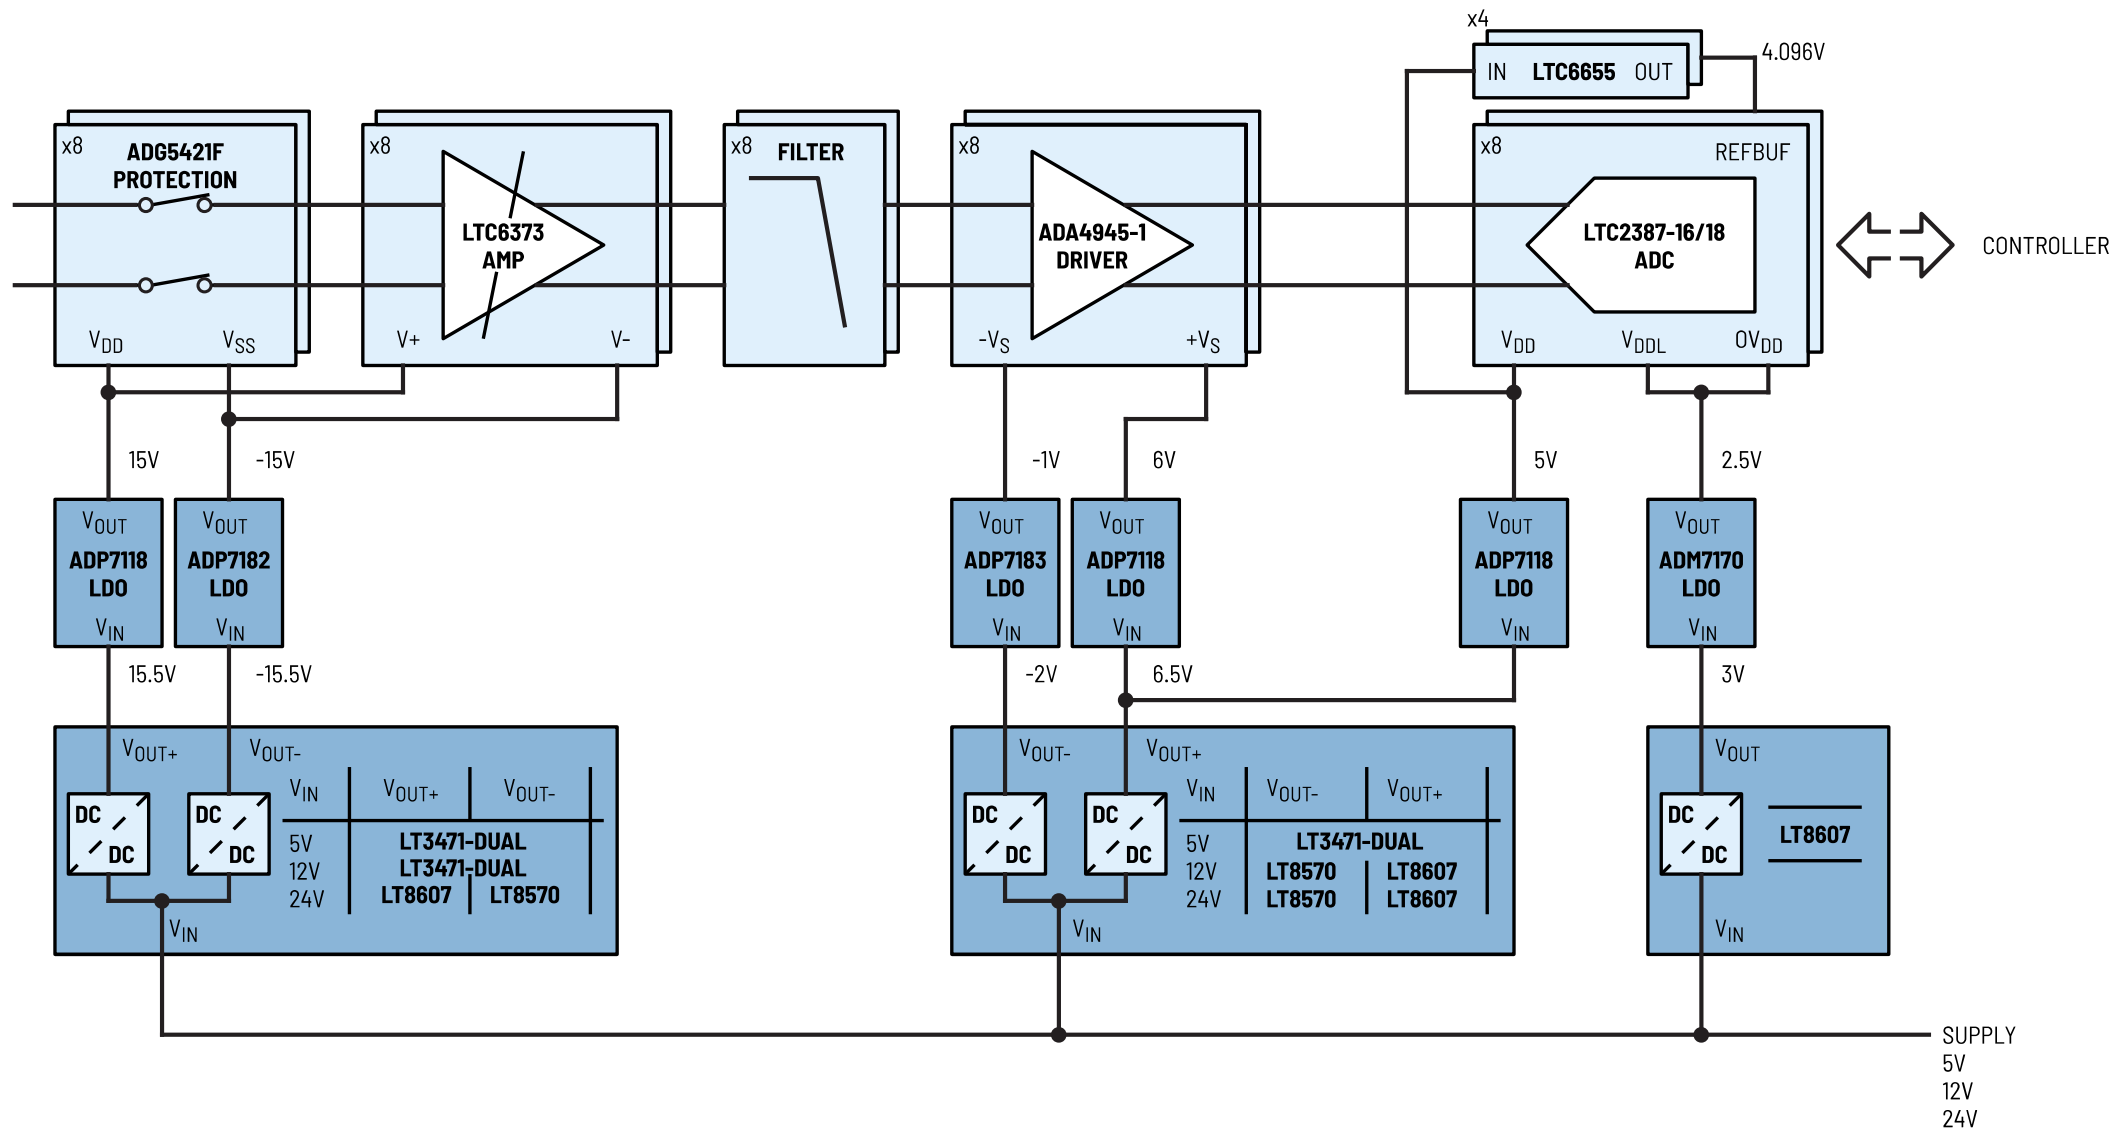 x4
IN LTC6655 OUT
4.096V
x8
ADG5421F
PROTECTION
VDD
VSS
x8
LTC6373
AMP
V+
V-
x8 FILTER
x8
ADA4945-1
DRIVER
-VS
+VS
x8
REFBUF
LTC2387-16/18
ADC
VDD
VDDL
OVDD
CONTROLLER
15V
-15V
-1V
6V
5V
2.5V
VOUT
ADP7118
LDO
VIN
VOUT
ADP7182
LDO
VIN
VOUT
ADP7183
LDO
VIN
VOUT
ADP7118
LDO
VIN
VOUT
ADP7118
LDO
VIN
VOUT
ADM7170
LDO
VIN
15.5V
-15.5V
-2V
6.5V
3V
VOUT+
VOUT-
DC
DC
DC
DC
VIN
VIN VOUT+ VOUT-
5V LT3471-DUAL
12V LT3471-DUAL
24V LT8607 LT8570
VOUT-
VOUT+
DC
DC
DC
DC
VIN
VIN VOUT- VOUT+
5V LT3471-DUAL
12V LT8570 LT8607
24V LT8570 LT8607
VOUT
DC
DC
LT8607
VIN
SUPPLY
5V
12V
24V